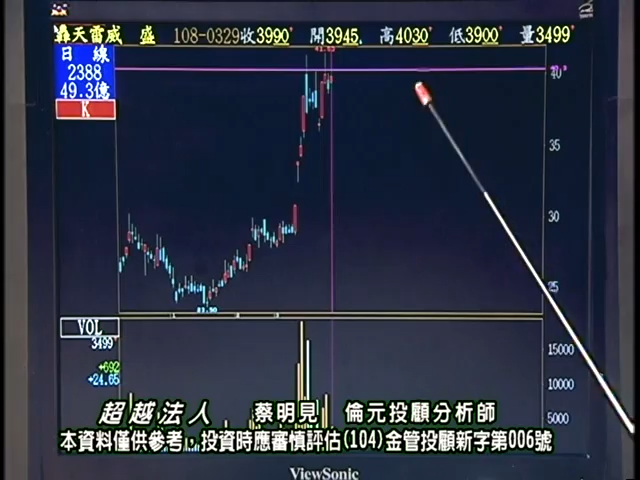 轟天雷威 盛 108-0329收3990 開3945 高4030 低3900 量3499
41.65
日 線
2388
49.3億
K
40
35
30
25
VOL
3499
+692
+24.65
15000
10000
5000
超越法人 蔡明見 倫元投顧分析師
本資料僅供參考，投資時應審慎評估(104)金管投顧新字第006號
ViewSonic